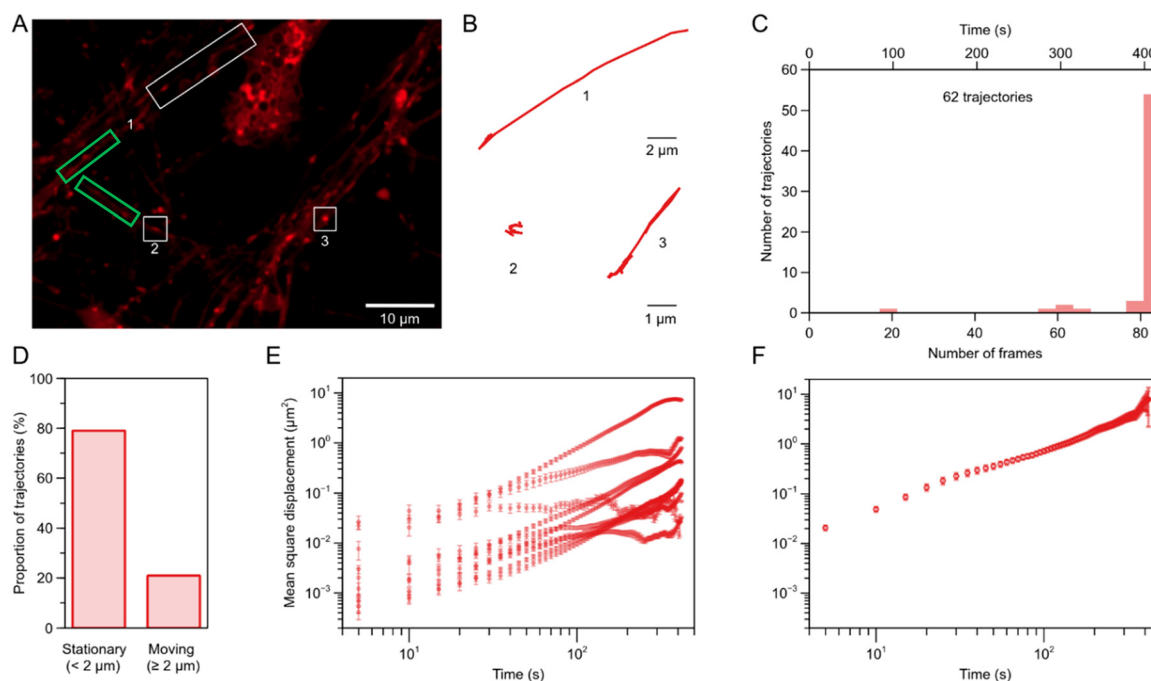 A
1
2
3
10 µm
B
1
2 µm
2
3
1 µm
C
Time (s)
0 100 200 300 400
62 trajectories
Number of trajectories
60
50
40
30
20
10
0
0 20 40 60 80
Number of frames
D
Proportion of trajectories (%)
100
80
60
40
20
0
Stationary Moving
(< 2 µm) (≥ 2 µm)
E
Mean square displacement (µm²)
10¹
10⁰
10⁻¹
10⁻²
10⁻³
10¹ 10²
Time (s)
F
10¹
10⁰
10⁻¹
10⁻²
10⁻³
10¹ 10²
Time (s)